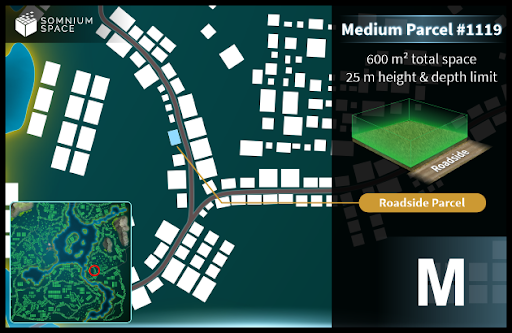 SOMNIUM
SPACE
Medium Parcel #1119
600 m² total space
25 m height & depth limit
Roadside
Roadside Parcel
M